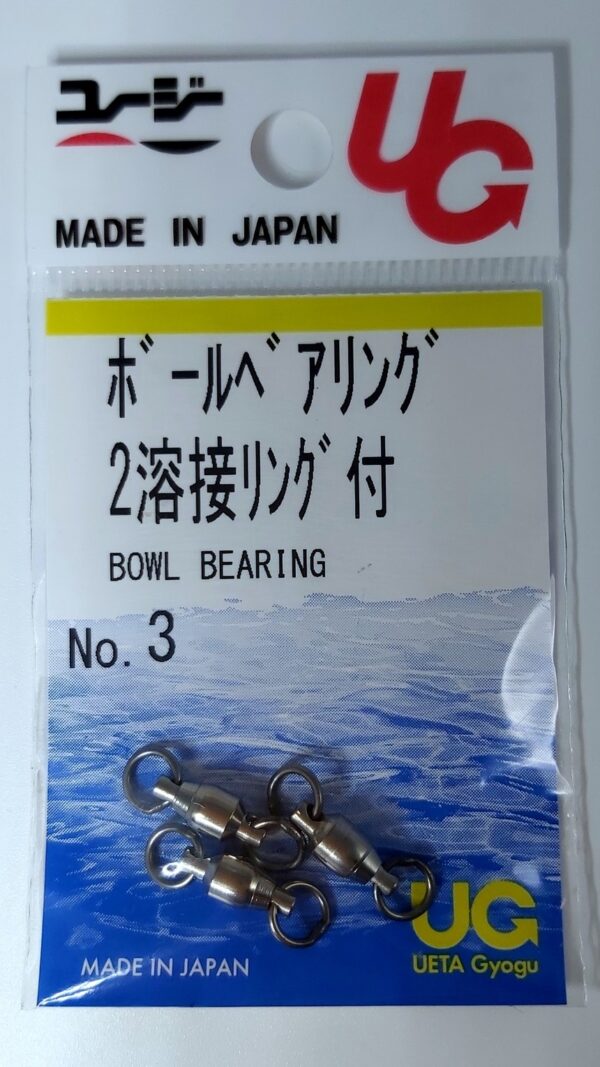 ユージー
UG
MADE IN JAPAN
ボールベアリング
2溶接リング付
BOWL BEARING
No. 3
UG
MADE IN JAPAN
UETA Gyogu